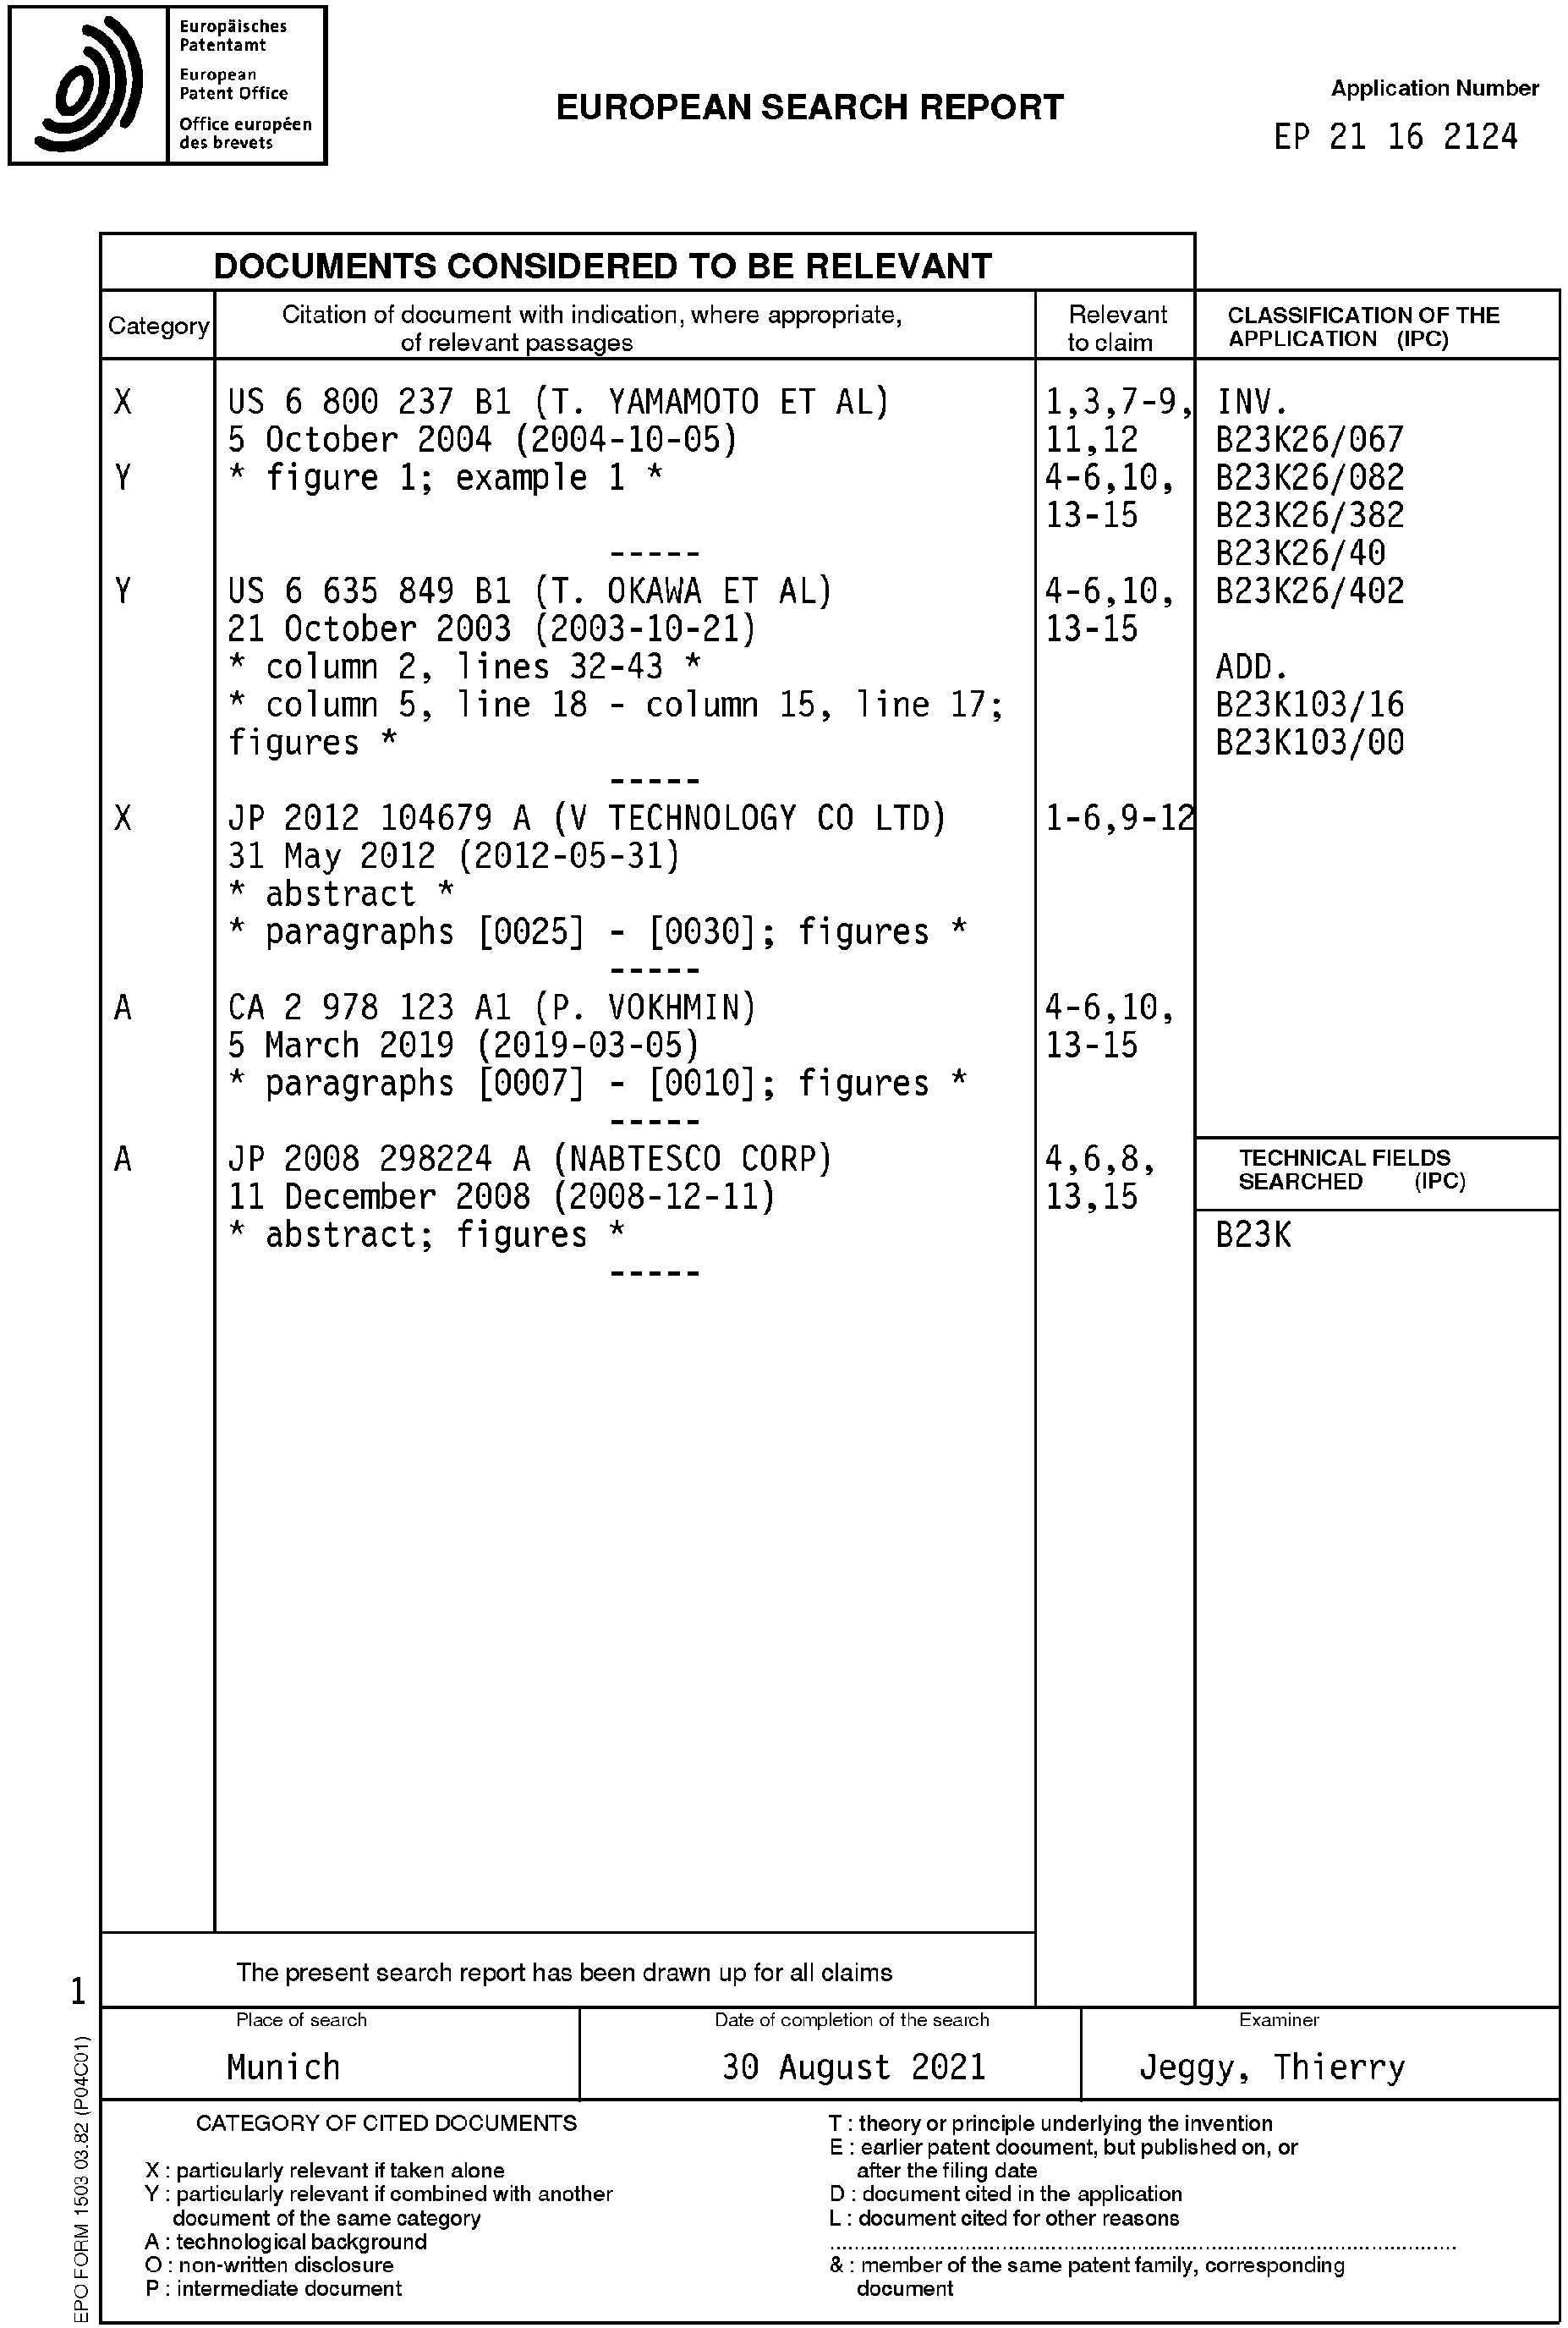 Europäisches
Patentamt
European
Patent Office
Office européen
des brevets
EUROPEAN SEARCH REPORT
Application Number
EP 21 16 2124
DOCUMENTS CONSIDERED TO BE RELEVANT
Category
Citation of document with indication, where appropriate,
of relevant passages
Relevant
to claim
CLASSIFICATION OF THE
APPLICATION (IPC)
X US 6 800 237 B1 (T. YAMAMOTO ET AL) 1,3,7-9,
5 October 2004 (2004-10-05) 11,12
Y * figure 1; example 1 * 4-6,10,
13-15
-----
Y US 6 635 849 B1 (T. OKAWA ET AL) 4-6,10,
21 October 2003 (2003-10-21) 13-15
* column 2, lines 32-43 *
* column 5, line 18 - column 15, line 17;
figures *
-----
X JP 2012 104679 A (V TECHNOLOGY CO LTD) 1-6,9-12
31 May 2012 (2012-05-31)
* abstract *
* paragraphs [0025] - [0030]; figures *
-----
A CA 2 978 123 A1 (P. VOKHMIN) 4-6,10,
5 March 2019 (2019-03-05) 13-15
* paragraphs [0007] - [0010]; figures *
-----
A JP 2008 298224 A (NABTESCO CORP) 4,6,8,
11 December 2008 (2008-12-11) 13,15
* abstract; figures *
-----
INV.
B23K26/067
B23K26/082
B23K26/382
B23K26/40
B23K26/402
ADD.
B23K103/16
B23K103/00
TECHNICAL FIELDS
SEARCHED (IPC)
B23K
The present search report has been drawn up for all claims
1
Place of search
Munich
Date of completion of the search
30 August 2021
Examiner
Jeggy, Thierry
CATEGORY OF CITED DOCUMENTS
X : particularly relevant if taken alone
Y : particularly relevant if combined with another
document of the same category
A : technological background
O : non-written disclosure
P : intermediate document
T : theory or principle underlying the invention
E : earlier patent document, but published on, or
after the filing date
D : document cited in the application
L : document cited for other reasons
& : member of the same patent family, corresponding
document
EPO FORM 1503 03.82 (P04C01)